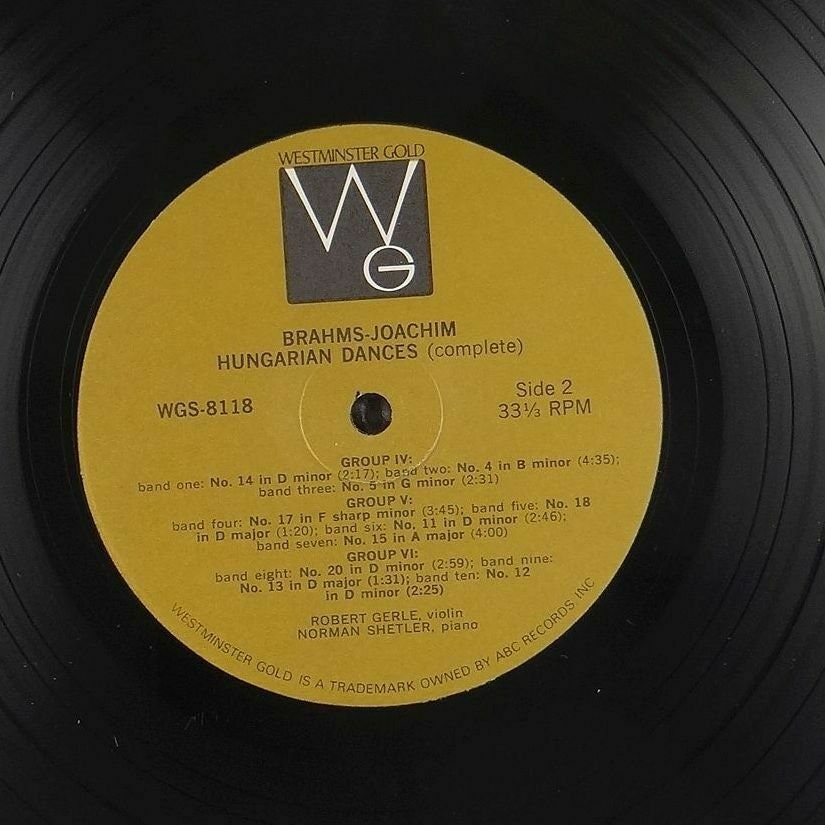 WESTMINSTER GOLD
WG
BRAHMS-JOACHIM
HUNGARIAN DANCES (complete)
WGS-8118
Side 2
33⅓ RPM
GROUP IV:
band one: No. 14 in D minor (2:17); band two: No. 4 in B minor (4:35);
band three: No. 5 in G minor (2:31)
GROUP V:
band four: No. 17 in F sharp minor (3:45); band five: No. 18
in D major (1:20); band six: No. 11 in D minor (2:46);
band seven: No. 15 in A major (4:00)
GROUP VI:
band eight: No. 20 in D minor (2:59); band nine:
No. 13 in D major (1:31); band ten: No. 12
in D minor (2:25)
ROBERT GERLE, violin
NORMAN SHETLER, piano
WESTMINSTER GOLD IS A TRADEMARK OWNED BY ABC RECORDS, INC